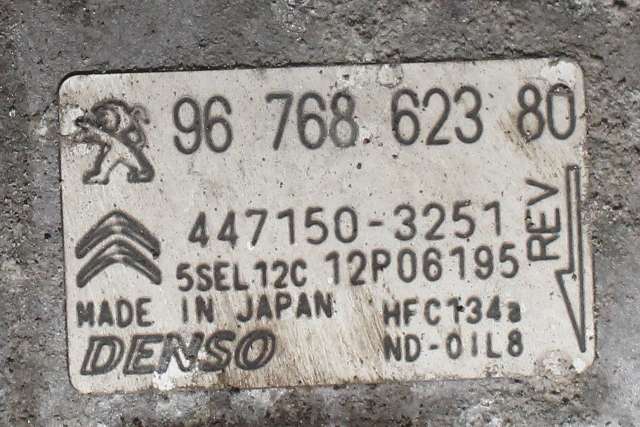 96 768 623 80
447150-3251
5SEL12C 12P06195
REV
MADE IN JAPAN HFC134a
DENSO ND-OIL8